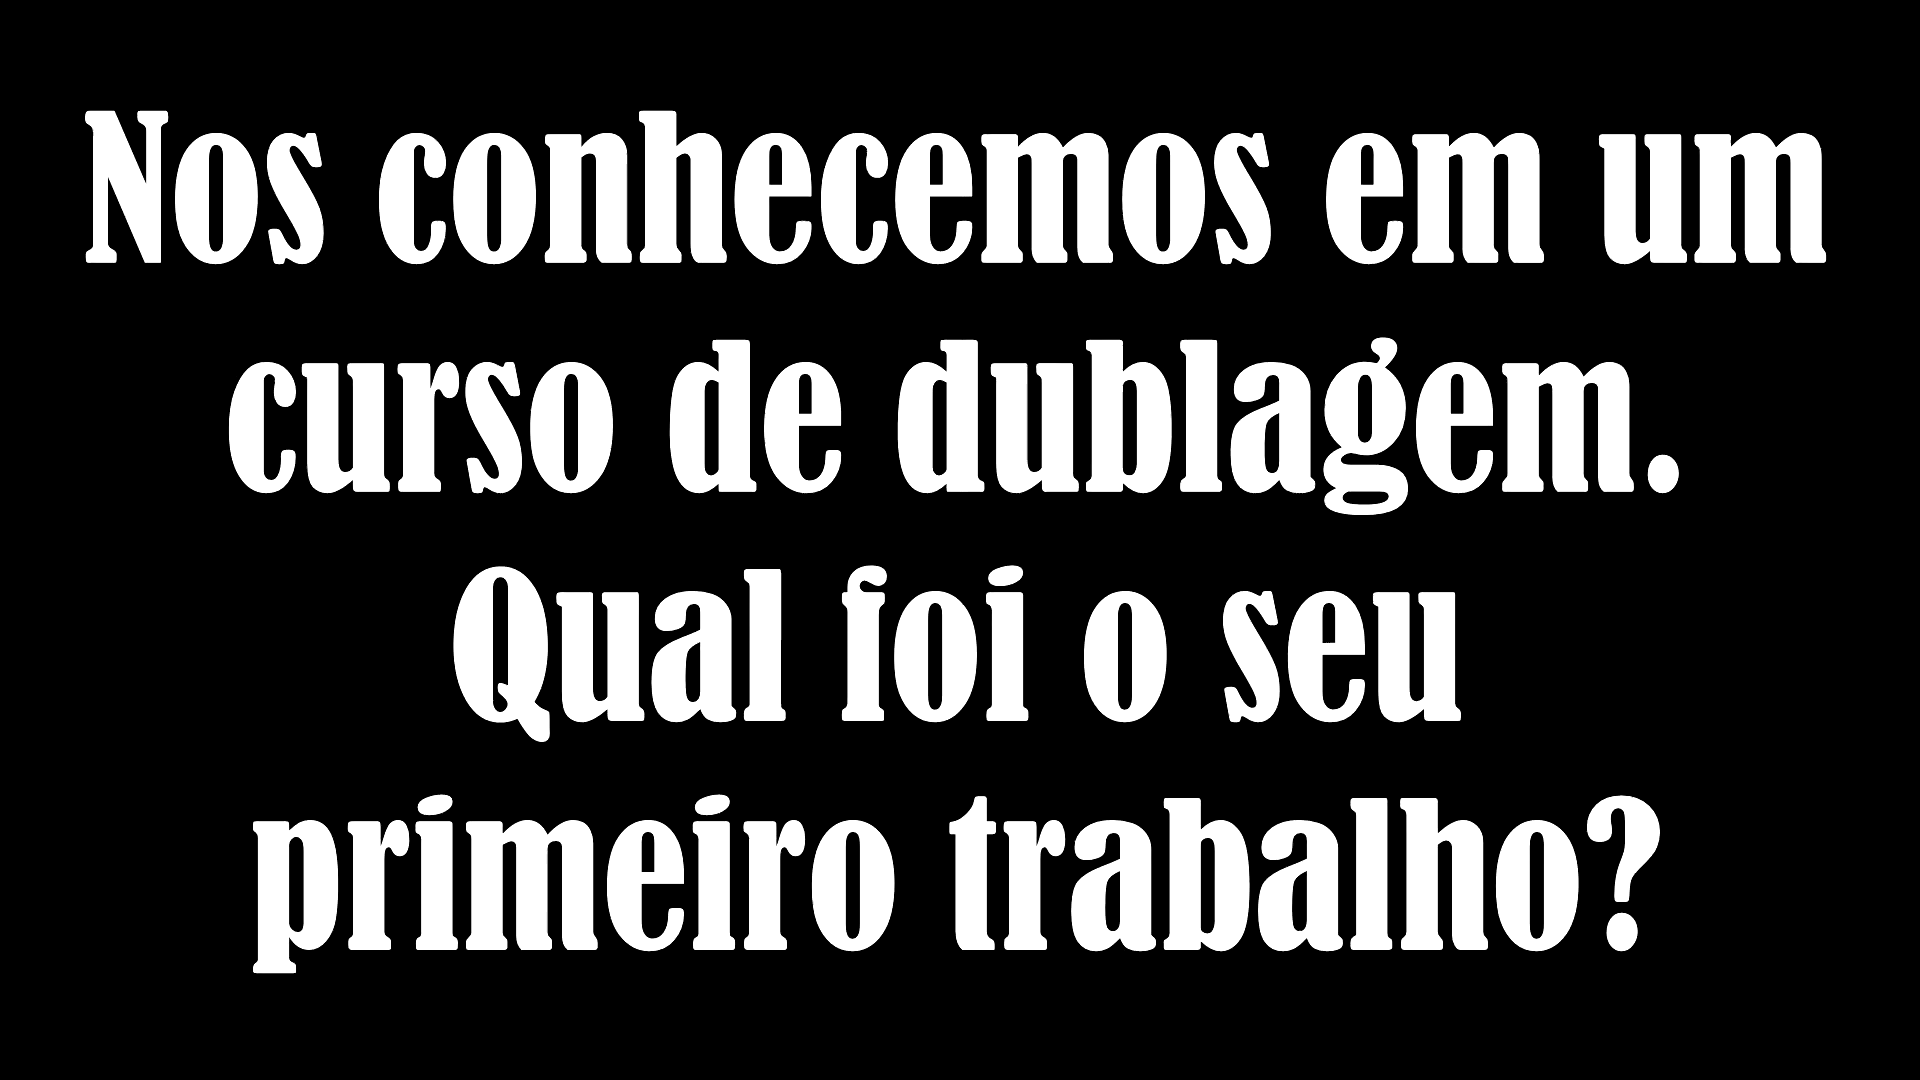 Nos conhecemos em um
curso de dublagem.
Qual foi o seu
primeiro trabalho?